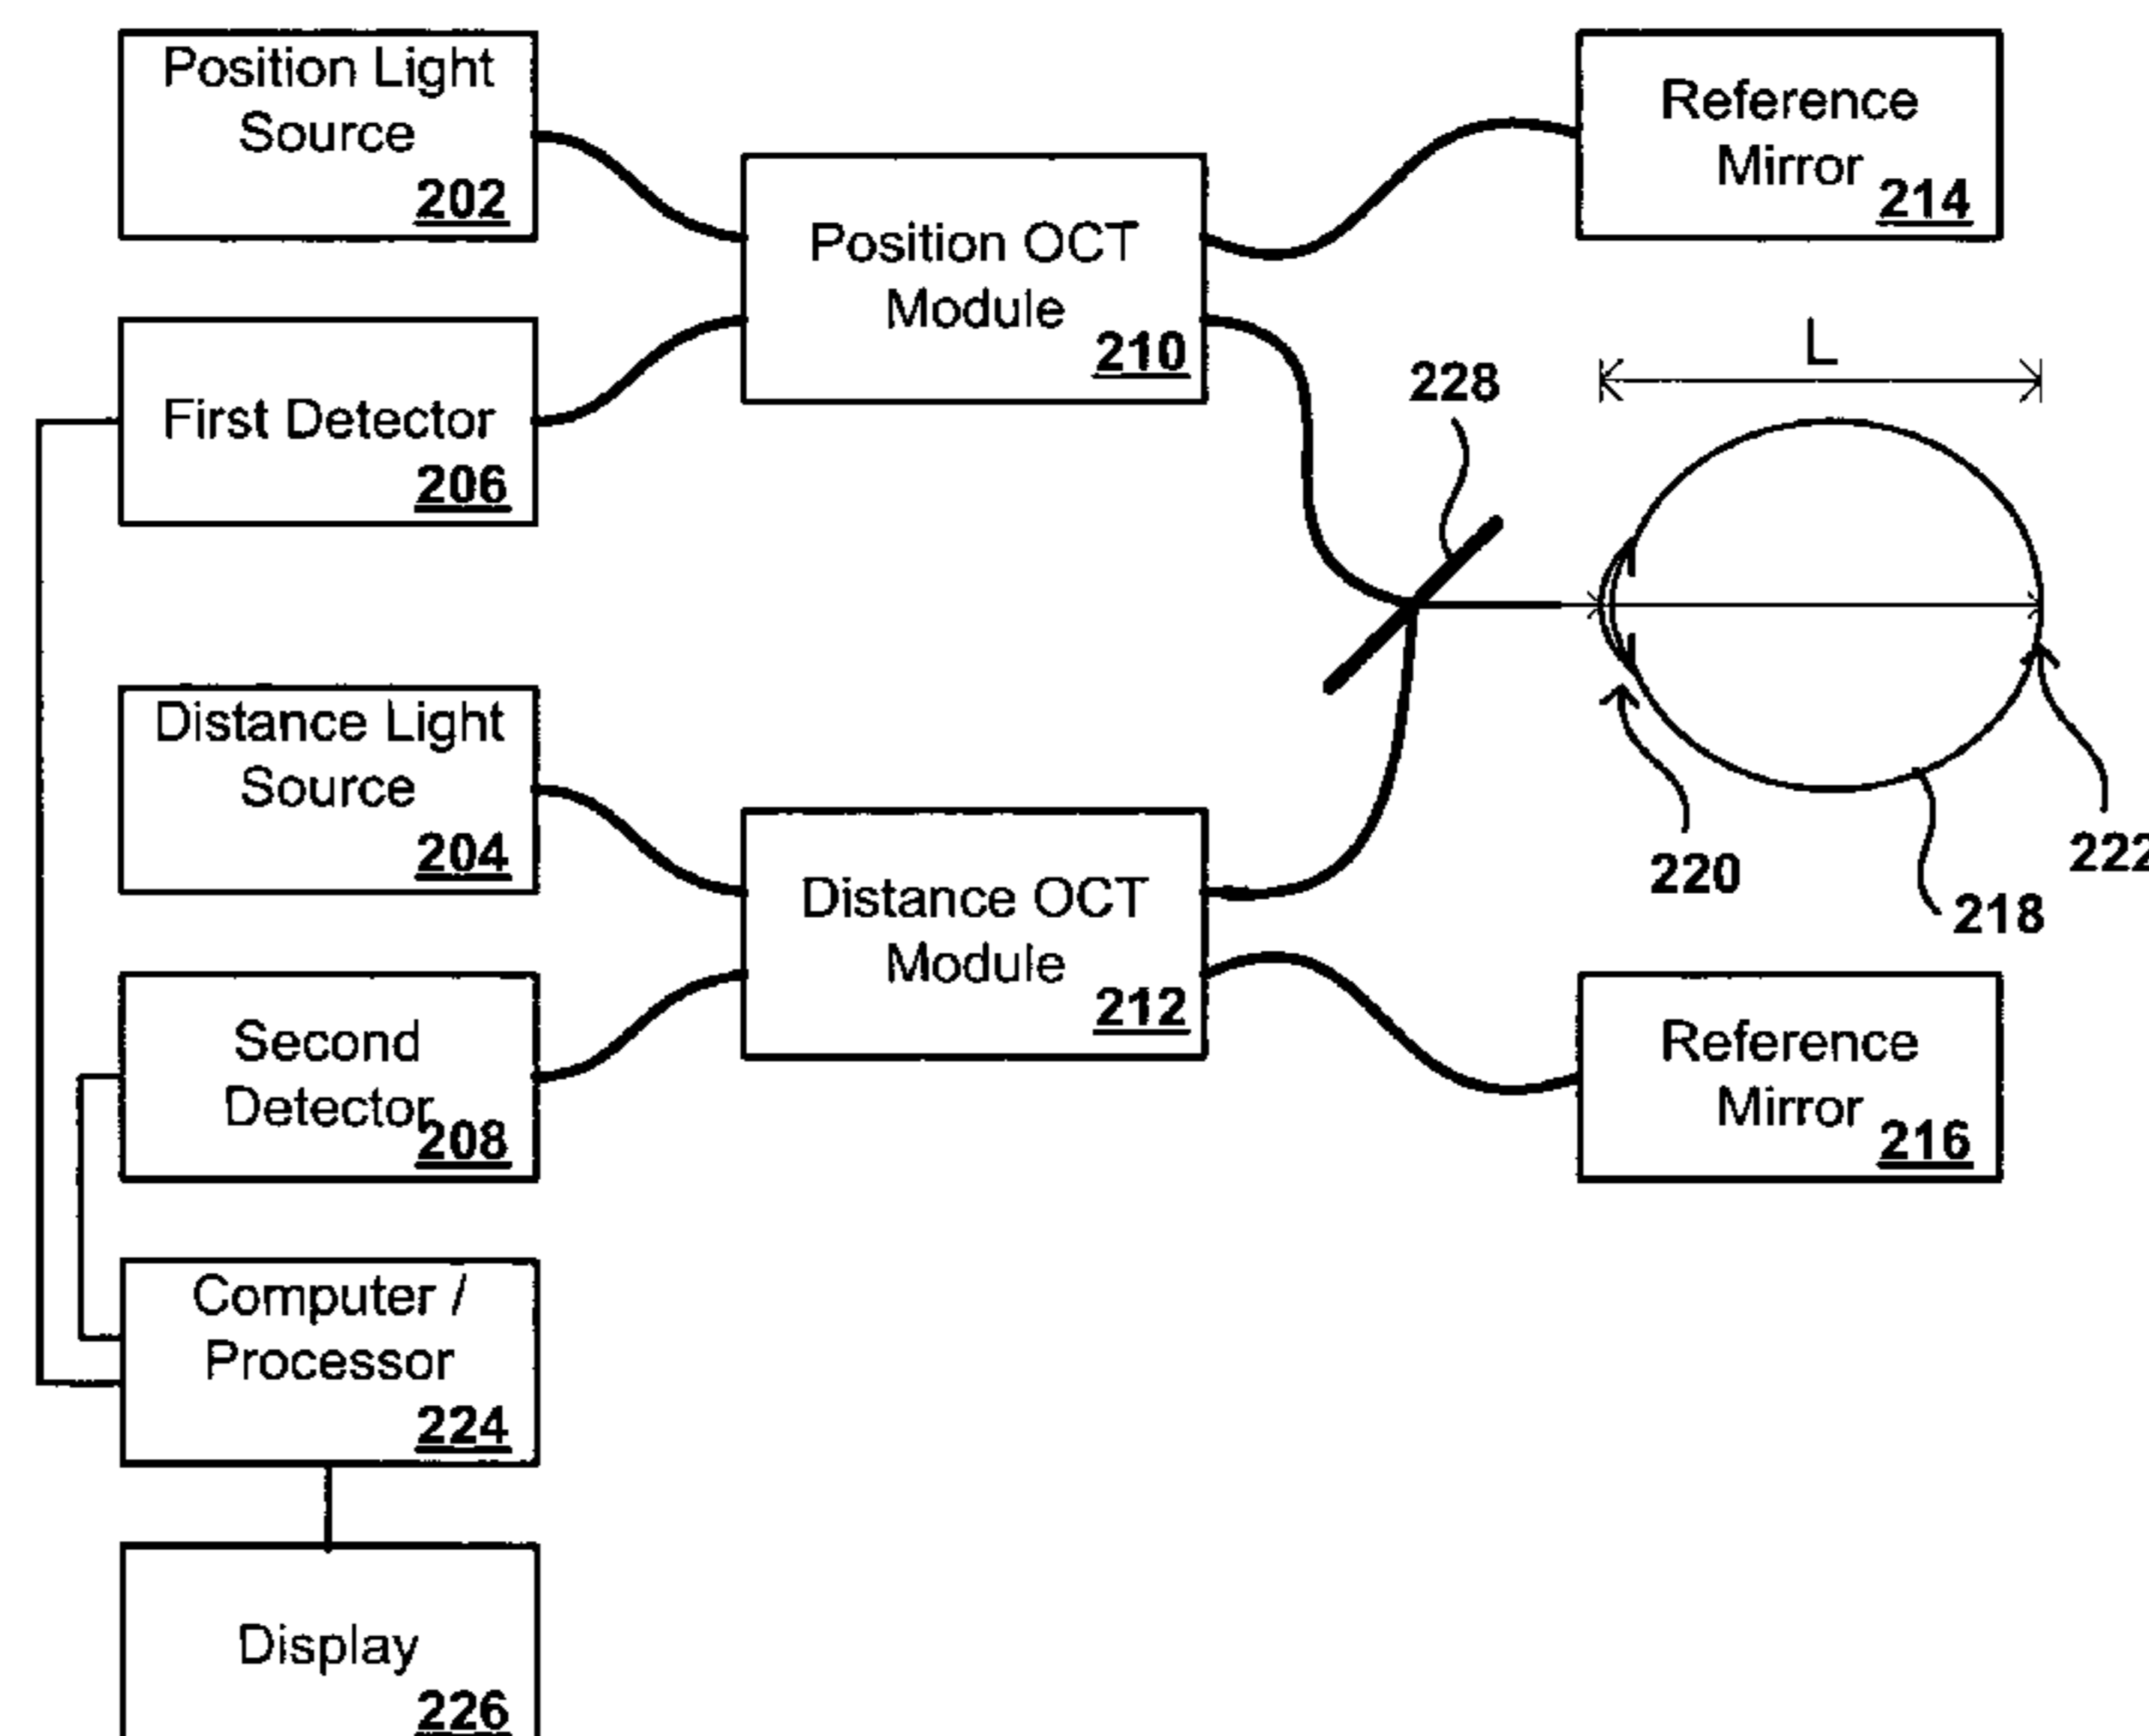 Position Light
Source
202
Reference
Mirror
214
Position OCT
Module
210
First Detector
206
L
228
Distance Light
Source
204
220
222
218
Distance OCT
Module
212
Second
Detector
208
Reference
Mirror
216
Computer /
Processor
224
Display
226